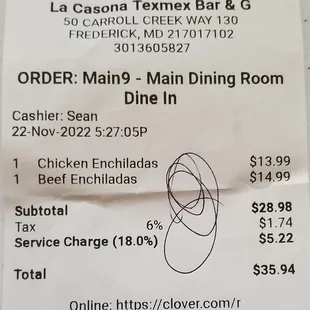 La Casona Texmex Bar & G
50 CARROLL CREEK WAY 130
FREDERICK, MD 217017102
3013605827
ORDER: Main9 - Main Dining Room
Dine In
Cashier: Sean
22-Nov-2022 5:27:05P
1 Chicken Enchiladas $13.99
1 Beef Enchiladas $14.99
Subtotal $28.98
Tax 6% $1.74
Service Charge (18.0%) $5.22
Total $35.94
Online: https://clover.com/r